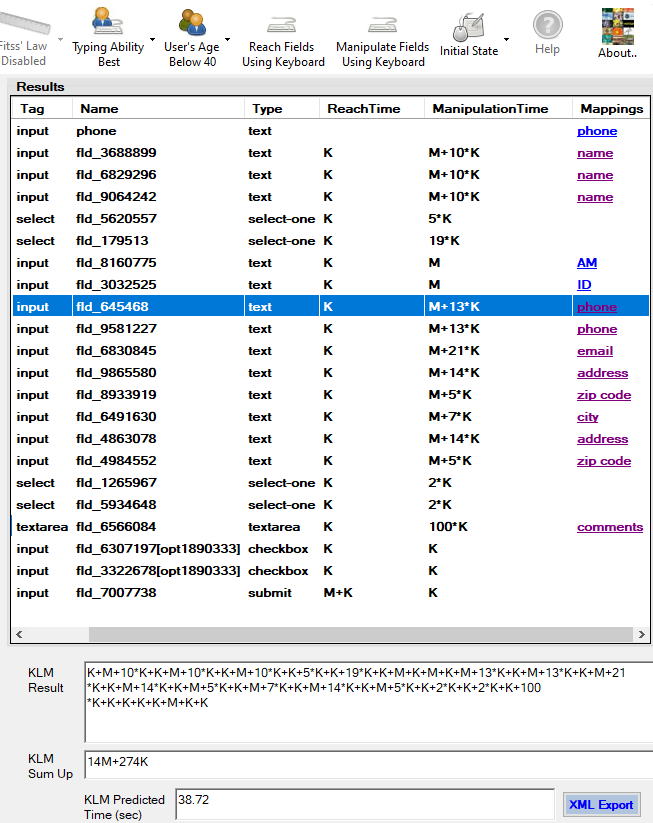 Fitss' Law Disabled
Typing Ability Best
User's Age Below 40
Reach Fields Using Keyboard
Manipulate Fields Using Keyboard
Initial State
Help
About..
Results
Tag Name Type ReachTime ManipulationTime Mappings
input phone text phone
input fld_3688899 text K M+10*K name
input fld_6829296 text K M+10*K name
input fld_9064242 text K M+10*K name
select fld_5620557 select-one K 5*K
select fld_179513 select-one K 19*K
input fld_8160775 text K M AM
input fld_3032525 text K M ID
input fld_645468 text K M+13*K phone
input fld_9581227 text K M+13*K phone
input fld_6830845 text K M+21*K email
input fld_9865580 text K M+14*K address
input fld_8933919 text K M+5*K zip code
input fld_6491630 text K M+7*K city
input fld_4863078 text K M+14*K address
input fld_4984552 text K M+5*K zip code
select fld_1265967 select-one K 2*K
select fld_5934648 select-one K 2*K
textarea fld_6566084 textarea K 100*K comments
input fld_6307197[opt1890333] checkbox K K
input fld_3322678[opt1890333] checkbox K K
input fld_7007738 submit M+K K
KLM Result
K+M+10*K+K+M+10*K+K+M+10*K+K+5*K+K+19*K+K+M+K+M+K+M+13*K+K+M+13*K+K+M+21
*K+K+M+14*K+K+M+5*K+K+M+7*K+K+M+14*K+K+M+5*K+K+2*K+K+2*K+K+100
*K+K+K+K+K+M+K+K
KLM Sum Up
14M+274K
KLM Predicted Time (sec)
38.72
XML Export